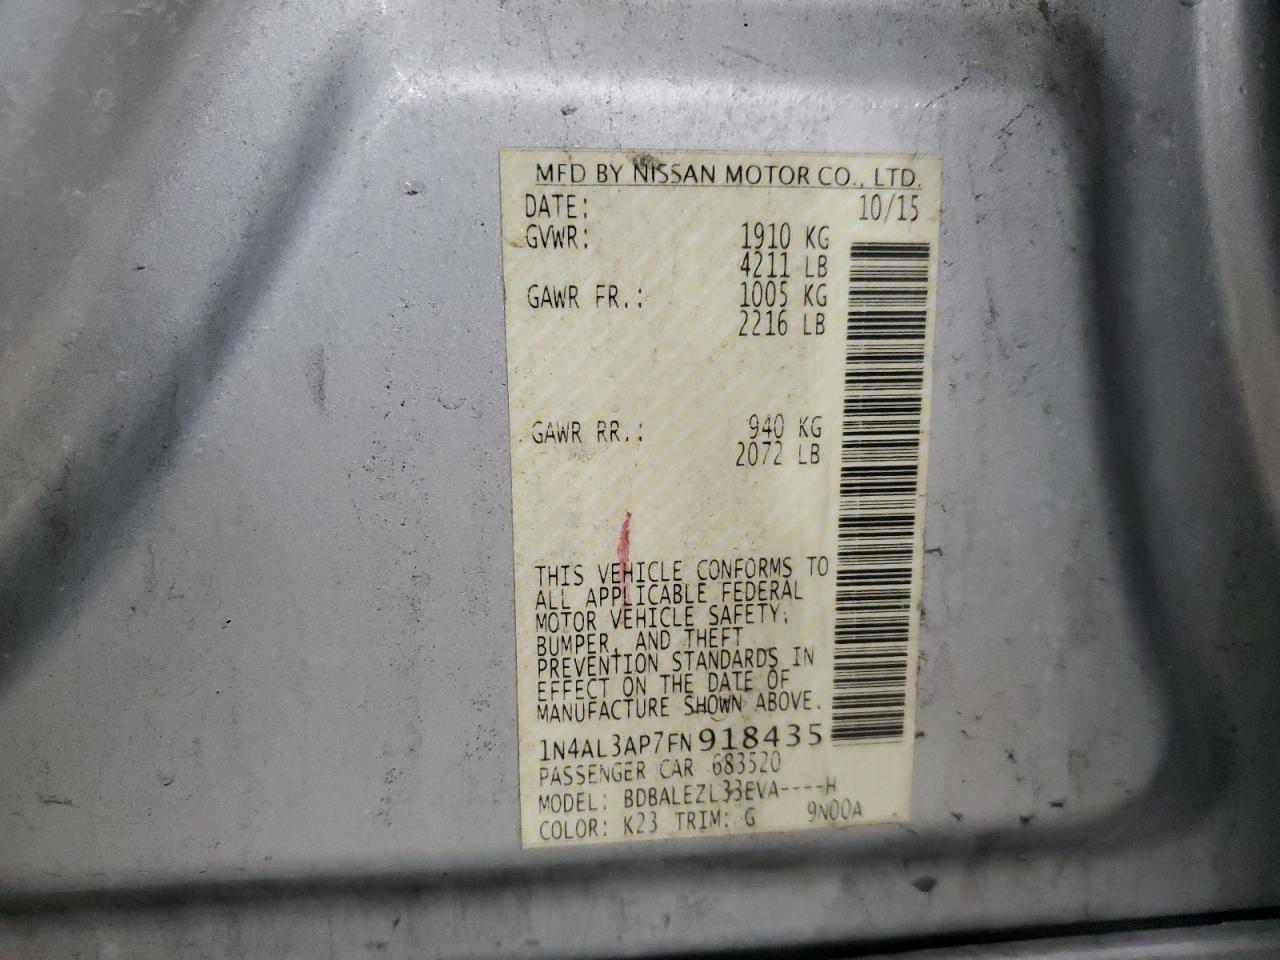 MFD BY NISSAN MOTOR CO., LTD.
DATE: 10/15
GVWR: 1910 KG
4211 LB
GAWR FR.: 1005 KG
2216 LB
GAWR RR.: 940 KG
2072 LB
THIS VEHICLE CONFORMS TO
ALL APPLICABLE FEDERAL
MOTOR VEHICLE SAFETY,
BUMPER, AND THEFT
PREVENTION STANDARDS IN
EFFECT ON THE DATE OF
MANUFACTURE SHOWN ABOVE.
1N4AL3AP7FN918435
PASSENGER CAR 683520
MODEL: BDBALEZL33EVA----H
COLOR: K23 TRIM: G 9N00A